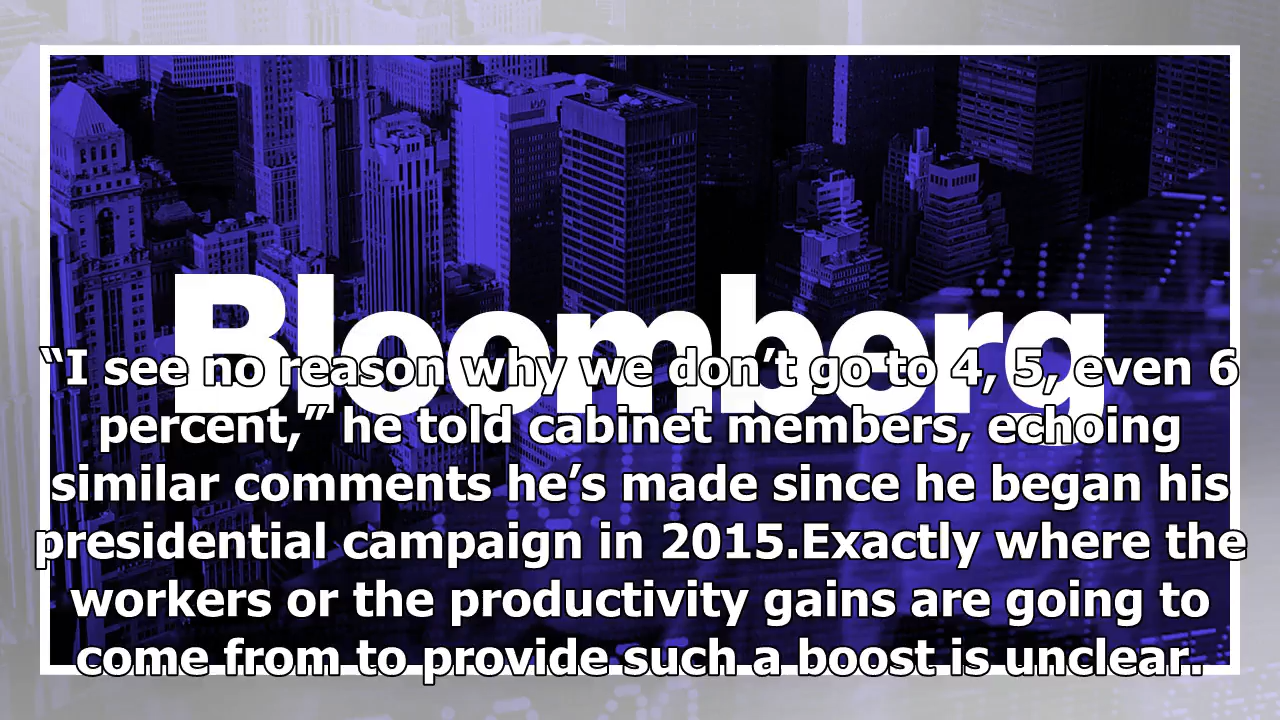 Bloomberg
“I see no reason why we don’t go to 4, 5, even 6
percent,” he told cabinet members, echoing
similar comments he’s made since he began his
presidential campaign in 2015.Exactly where the
workers or the productivity gains are going to
come from to provide such a boost is unclear.